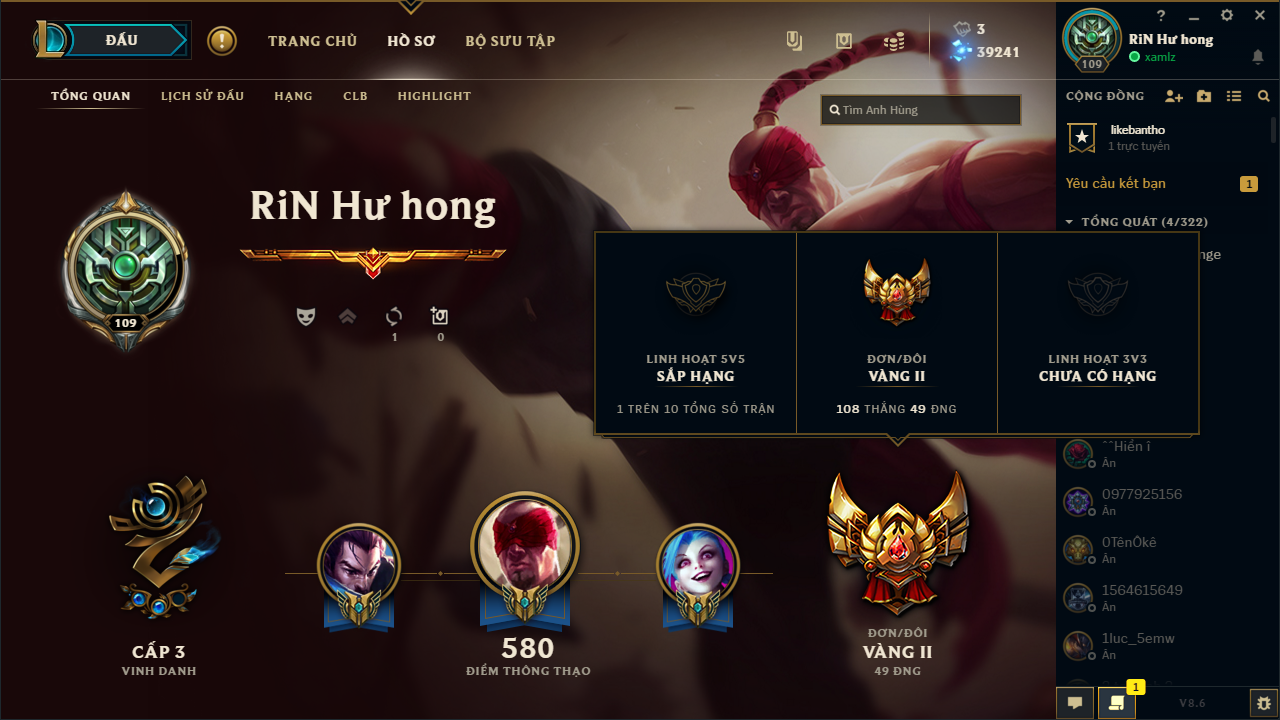 ĐẤU
TRANG CHỦ
HỒ SƠ
BỘ SƯU TẬP
3
39241
RiN Hư hong
xamlz
109
TỔNG QUAN
LỊCH SỬ ĐẤU
HẠNG
CLB
HIGHLIGHT
Tìm Anh Hùng
CỘNG ĐỒNG
likebantho
1 trực tuyến
Yêu cầu kết bạn
1
TỔNG QUÁT (4/322)
nge
RiN Hư hong
109
1
0
LINH HOẠT 5V5
SẮP HẠNG
1 TRÊN 10 TỔNG SỐ TRẬN
ĐƠN/ĐÔI
VÀNG II
108 THẮNG 49 ĐNG
LINH HOẠT 3V3
CHƯA CÓ HẠNG
^^Hiền î
Ẩn
0977925156
Ẩn
0TênÔkê
Ẩn
1564615649
Ẩn
1luc_5emw
Ẩn
CẤP 3
VINH DANH
580
ĐIỂM THÔNG THẠO
ĐƠN/ĐÔI
VÀNG II
49 ĐNG
1
V8.6